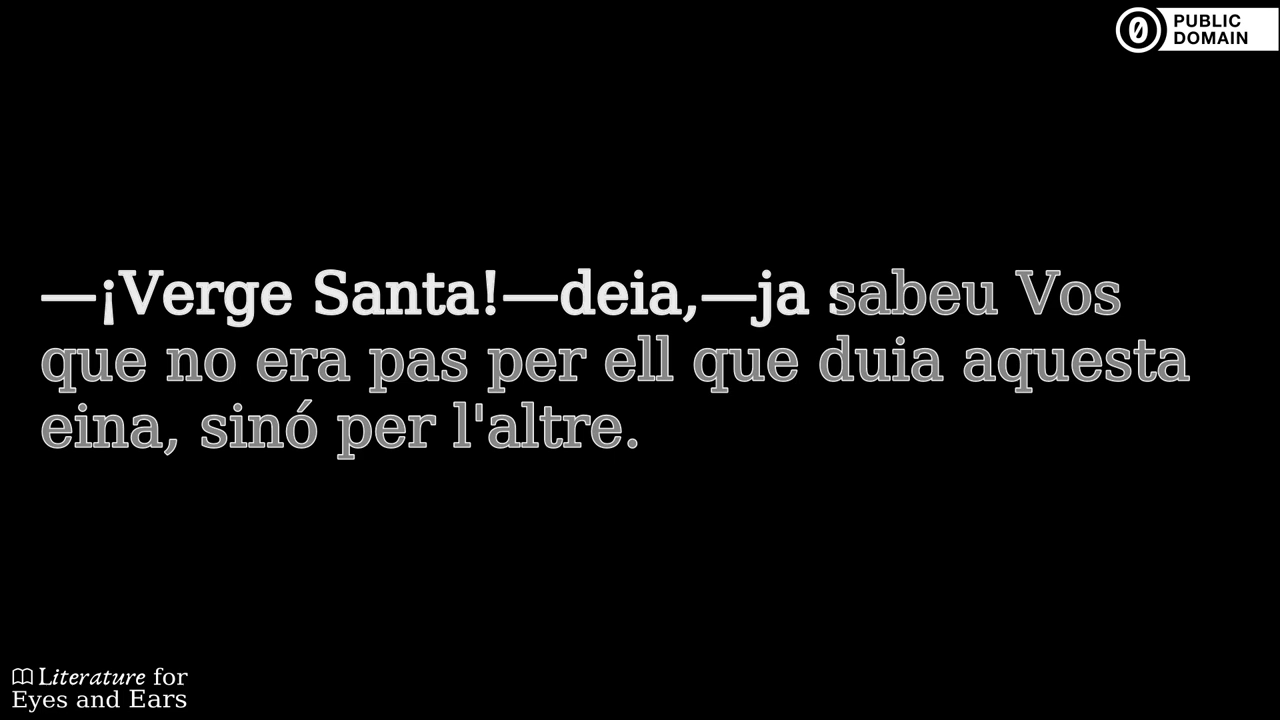 PUBLIC
DOMAIN
—¡Verge Santa!—deia,—ja sabeu Vos
que no era pas per ell que duia aquesta
eina, sinó per l'altre.
Literature for
Eyes and Ears